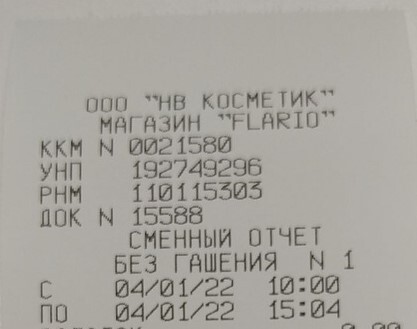 ООО "НВ КОСМЕТИК"
МАГАЗИН "FLARIO"
ККМ N 0021580
УНП 192749296
РНМ 110115303
ДОК N 15588
СМЕННЫЙ ОТЧЕТ
БЕЗ ГАШЕНИЯ N 1
С 04/01/22 10:00
ПО 04/01/22 15:04